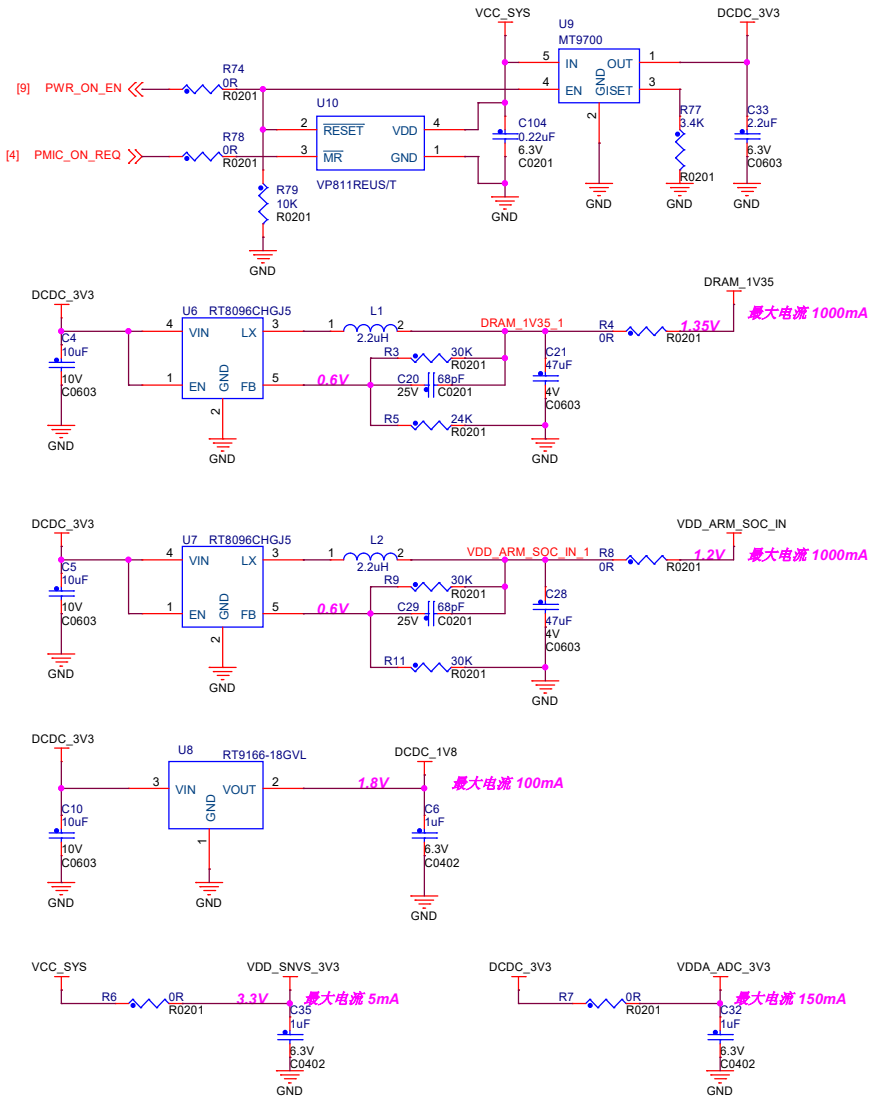 VCC_SYS
U9
MT9700
DCDC_3V3
5 IN OUT 1
4 EN GND ISET 3
2
[9] PWR_ON_EN
R74
0R
R0201
U10
2 RESET VDD 4
3 MR GND 1
VP811REUS/T
C104
0.22uF
6.3V
C0201
R77
3.4K
R0201
C33
2.2uF
6.3V
C0603
[4] PMIC_ON_REQ
R78
0R
R0201
R79
10K
R0201
GND
GND
GND
GND
GND
DCDC_3V3
C4
10uF
10V
C0603
GND
U6 RT8096CHGJ5
4 VIN LX 3
1 EN GND FB 5
2
GND
L1
1 2
2.2uH
DRAM_1V35_1
0.6V
R3 30K
R0201
C20 68pF
25V C0201
R5 24K
R0201
C21
47uF
4V
C0603
GND
R4
0R
R0201
1.35V
DRAM_1V35
最大电流 1000mA
DCDC_3V3
C5
10uF
10V
C0603
GND
U7 RT8096CHGJ5
4 VIN LX 3
1 EN GND FB 5
2
GND
L2
1 2
2.2uH
VDD_ARM_SOC_IN_1
0.6V
R9 30K
R0201
C29 68pF
25V C0201
R11 30K
R0201
C28
47uF
4V
C0603
GND
R8
0R
R0201
1.2V
VDD_ARM_SOC_IN
最大电流 1000mA
DCDC_3V3
C10
10uF
10V
C0603
GND
U8 RT9166-18GVL
3 VIN VOUT 2
GND
1
GND
1.8V
DCDC_1V8
最大电流 100mA
C6
1uF
6.3V
C0402
GND
VCC_SYS
R6 0R
R0201
3.3V
VDD_SNVS_3V3
最大电流 5mA
C35
1uF
6.3V
C0402
GND
DCDC_3V3
R7 0R
R0201
VDDA_ADC_3V3
最大电流 150mA
C32
1uF
6.3V
C0402
GND